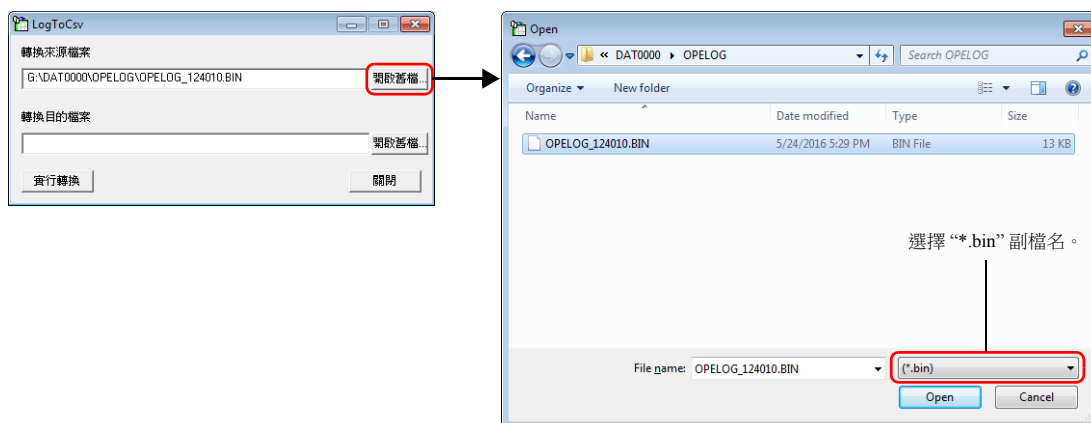 LogToCsv
轉換來源檔案
G:\DAT0000\OPELOG\OPELOG_124010.BIN
開啟舊檔...
轉換目的檔案
開啟舊檔...
實行轉換
關閉
Open
« DAT0000 ▸ OPELOG
Search OPELOG
Organize
New folder
Name
Date modified
Type
Size
OPELOG_124010.BIN
5/24/2016 5:29 PM
BIN File
13 KB
選擇 “*.bin” 副檔名。
File name:
OPELOG_124010.BIN
(*.bin)
Open
Cancel